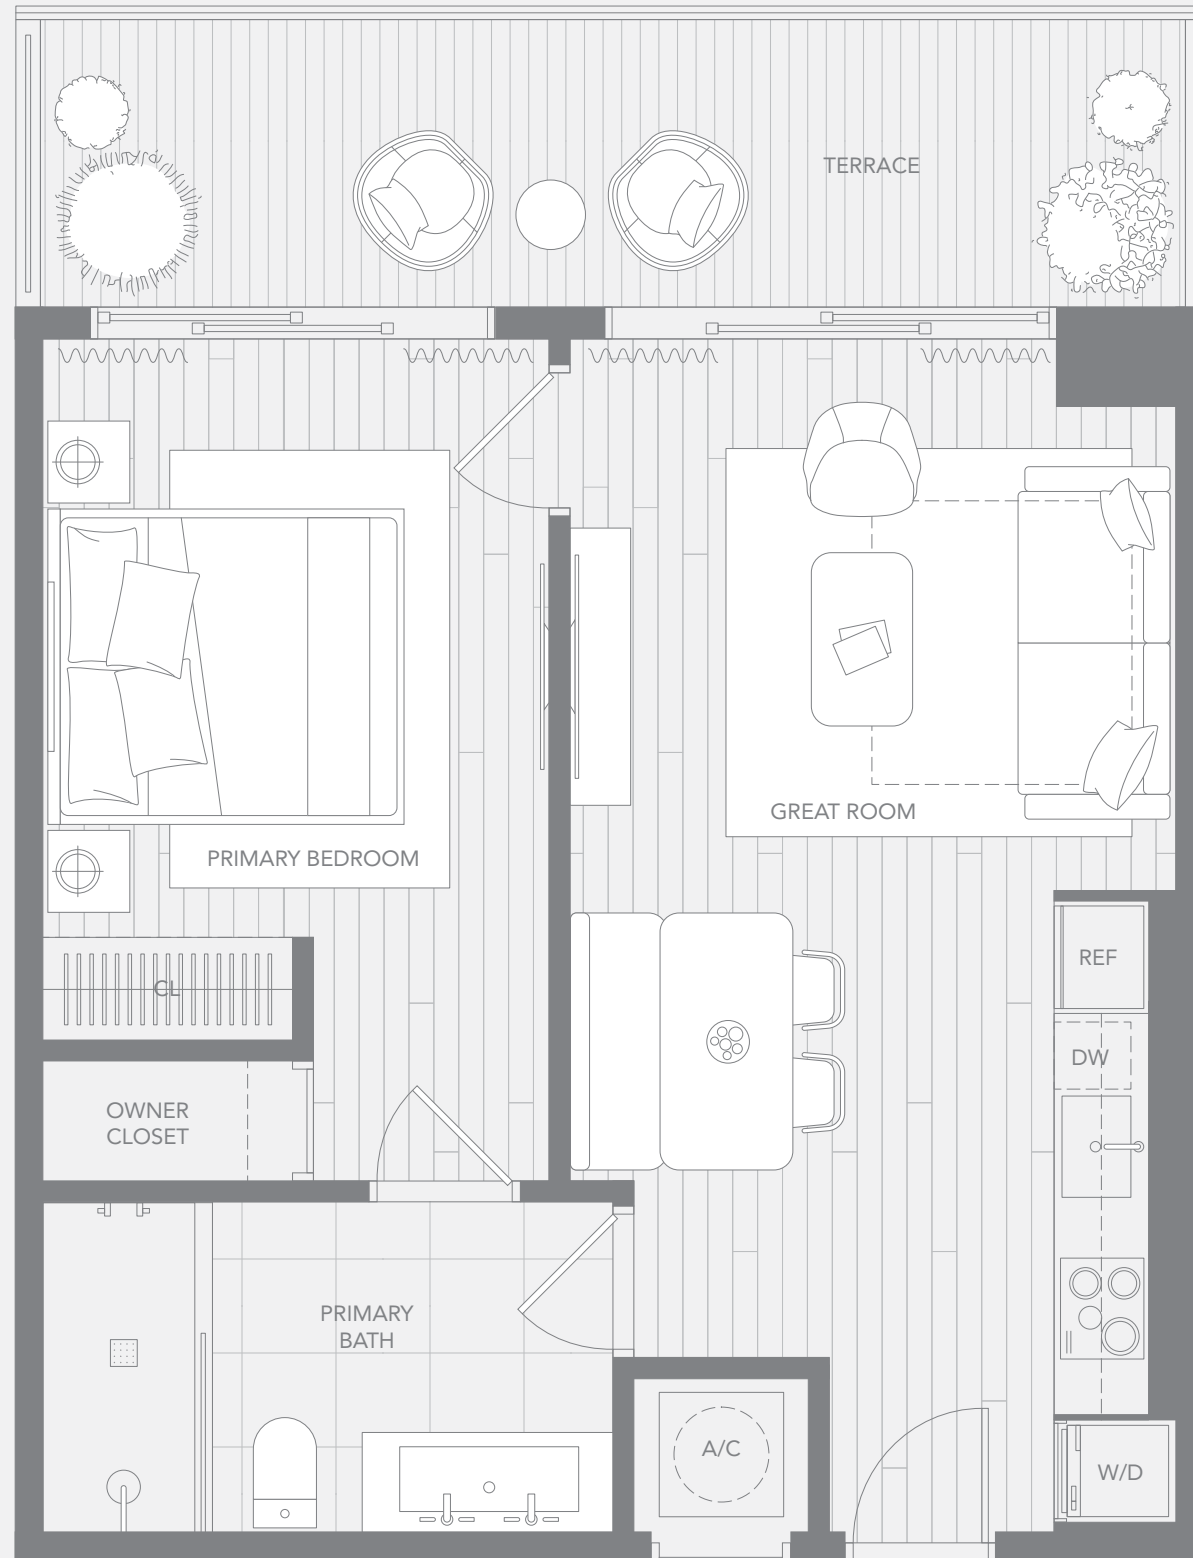 TERRACE
GREAT ROOM
PRIMARY BEDROOM
REF
CL
DW
OWNER
CLOSET
PRIMARY
BATH
A/C
W/D